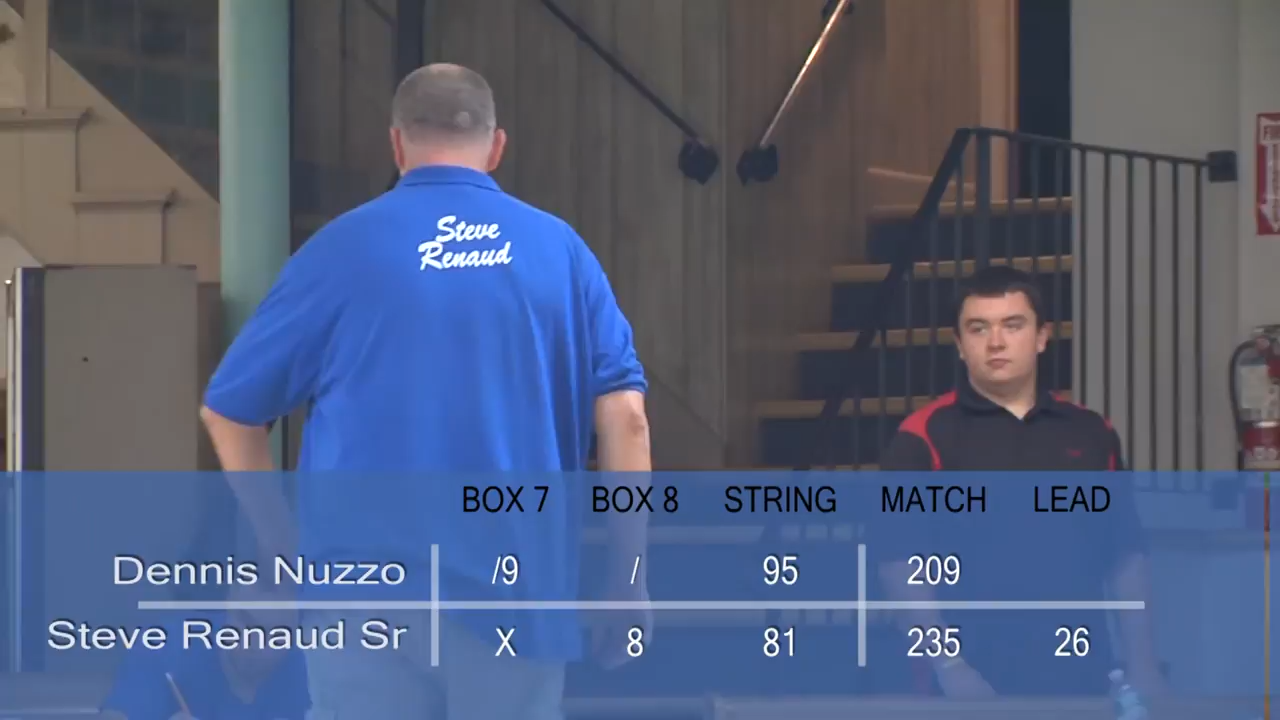 Steve
Renaud
BOX 7 BOX 8 STRING MATCH LEAD
Dennis Nuzzo /9 / 95 209
Steve Renaud Sr X 8 81 235 26